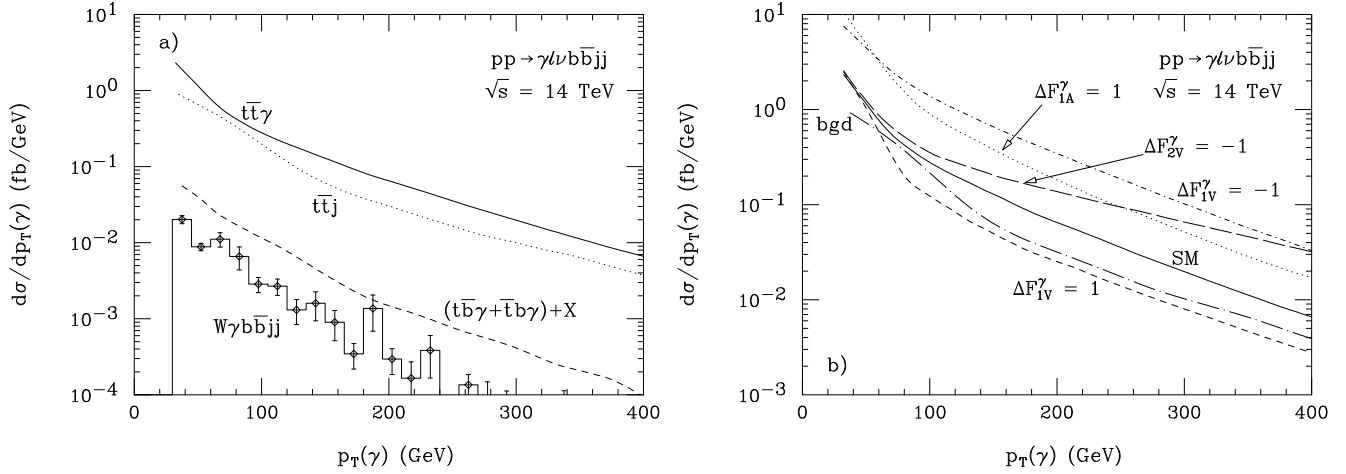 a)
pp → γlνbb̅jj
√s̅ = 14 TeV
tt̅γ
tt̅j
(tb̅γ+t̅bγ)+X
Wγbb̅jj
10¹
10⁰
10⁻¹
10⁻²
10⁻³
10⁻⁴
0
100
200
300
400
dσ/dp_T(γ) (fb/GeV)
p_T(γ) (GeV)
pp → γlνbb̅jj
√s̅ = 14 TeV
ΔF^γ_1A = 1
bgd
ΔF^γ_2V = −1
ΔF^γ_1V = −1
SM
ΔF^γ_1V = 1
b)
10¹
10⁰
10⁻¹
10⁻²
10⁻³
0
100
200
300
400
dσ/dp_T(γ) (fb/GeV)
p_T(γ) (GeV)